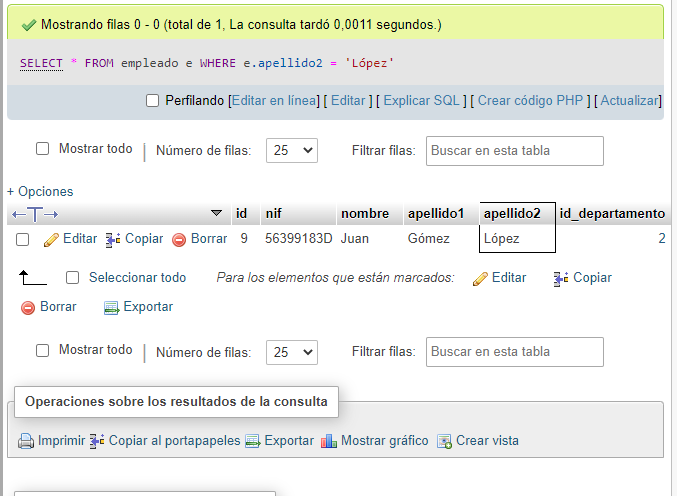 Mostrando filas 0 - 0 (total de 1, La consulta tardó 0,0011 segundos.)
SELECT * FROM empleado e WHERE e.apellido2 = 'López'
Perfilando [Editar en línea] [ Editar ] [ Explicar SQL ] [ Crear código PHP ] [ Actualizar]
Mostrar todo | Número de filas: 25 Filtrar filas: Buscar en esta tabla
+ Opciones
←T→ id nif nombre apellido1 apellido2 id_departamento
Editar Copiar Borrar 9 56399183D Juan Gómez López 2
Seleccionar todo Para los elementos que están marcados: Editar Copiar
Borrar Exportar
Mostrar todo | Número de filas: 25 Filtrar filas: Buscar en esta tabla
Operaciones sobre los resultados de la consulta
Imprimir Copiar al portapapeles Exportar Mostrar gráfico Crear vista